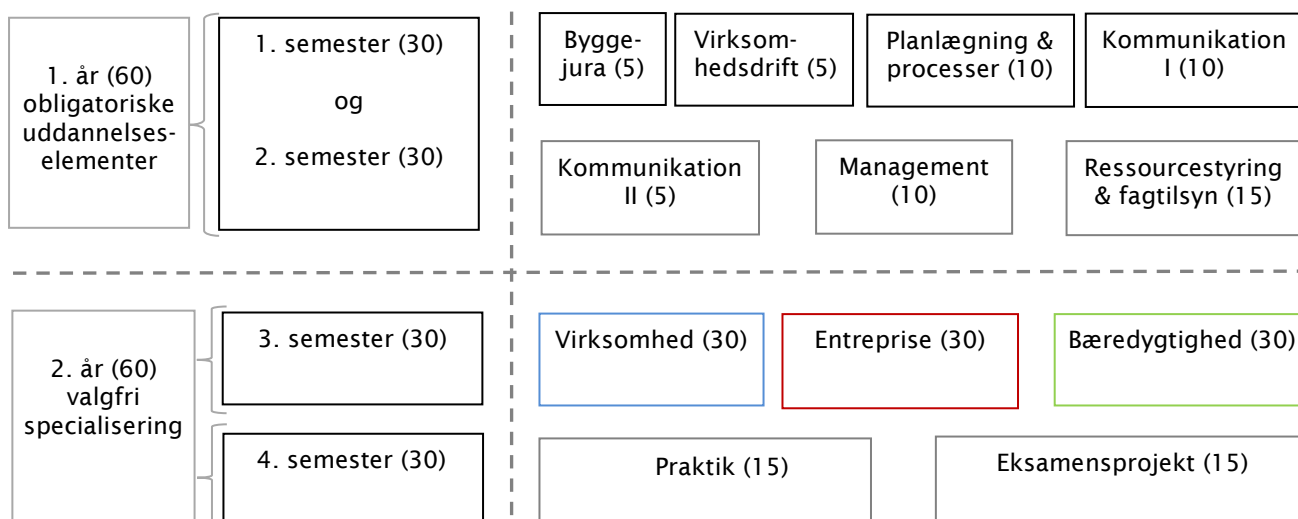 1. år (60)
obligatoriske
uddannelses-
elementer
1. semester (30)
og
2. semester (30)
Bygge-
jura (5)
Virksom-
hedsdrift (5)
Planlægning &
processer (10)
Kommunikation
I (10)
Kommunikation
II (5)
Management
(10)
Ressourcestyring
& fagtilsyn (15)
2. år (60)
valgfri
specialisering
3. semester (30)
Virksomhed (30)
Entreprise (30)
Bæredygtighed (30)
4. semester (30)
Praktik (15)
Eksamensprojekt (15)